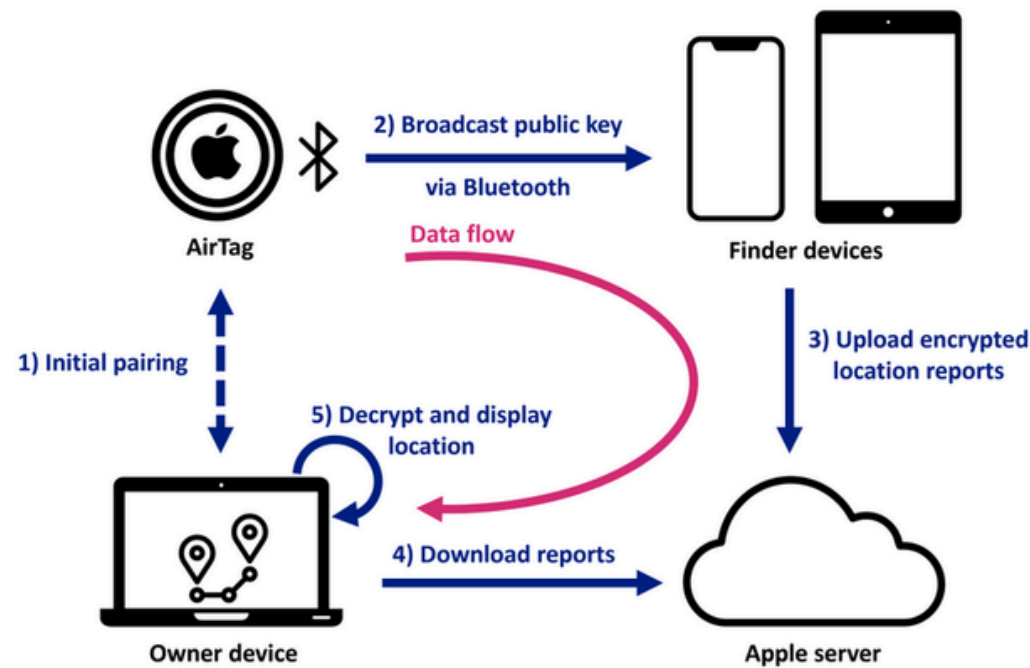 2) Broadcast public key
via Bluetooth
AirTag
Data flow
Finder devices
1) Initial pairing
3) Upload encrypted
location reports
5) Decrypt and display
location
4) Download reports
Owner device
Apple server